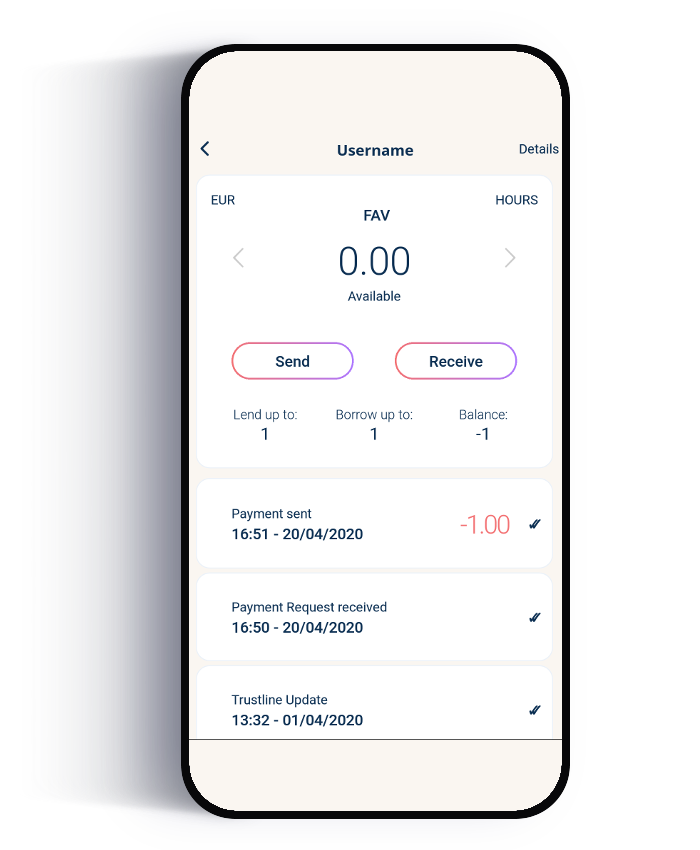 Username
Details
EUR
HOURS
FAV
0.00
Available
Send
Receive
Lend up to:
Borrow up to:
Balance:
1
1
-1
Payment sent
16:51 - 20/04/2020
-1.00
Payment Request received
16:50 - 20/04/2020
Trustline Update
13:32 - 01/04/2020